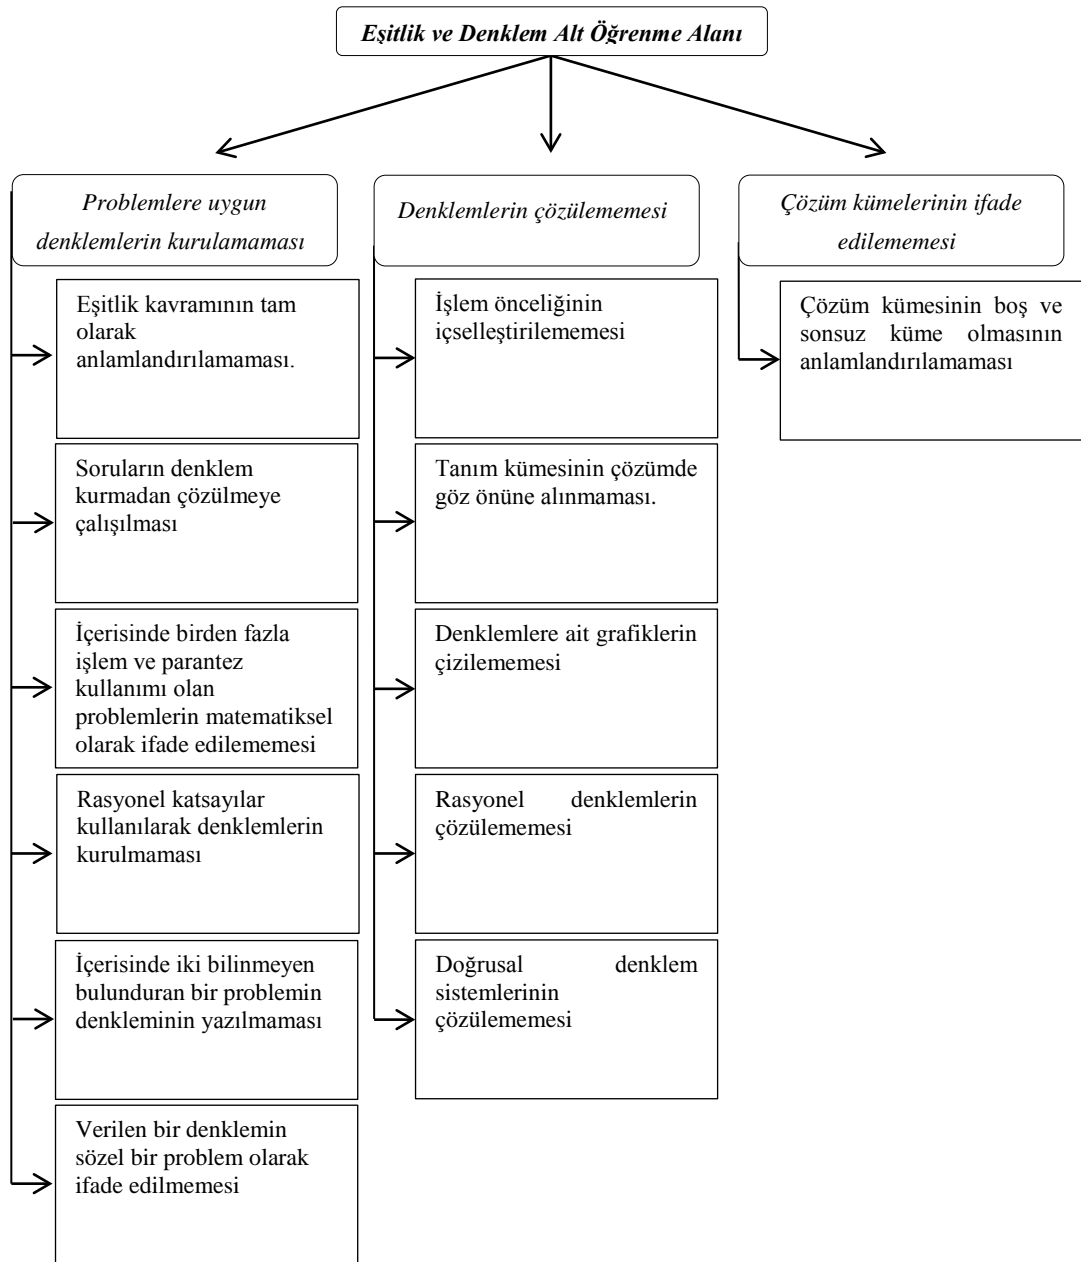 Eşitlik ve Denklem Alt Öğrenme Alanı
Problemlere uygun
denklemlerin kurulamaması
Eşitlik kavramının tam
olarak
anlamlandırılamaması.
Soruların denklem
kurmadan çözülmeye
çalışılması
İçerisinde birden fazla
işlem ve parantez
kullanımı olan
problemlerin matematiksel
olarak ifade edilememesi
Rasyonel katsayılar
kullanılarak denklemlerin
kurulmaması
İçerisinde iki bilinmeyen
bulunduran bir problemin
denkleminin yazılmaması
Verilen bir denklemin
sözel bir problem olarak
ifade edilmemesi
Denklemlerin çözülememesi
İşlem önceliğinin
içselleştirilememesi
Tanım kümesinin çözümde
göz önüne alınmaması.
Denklemlere ait grafiklerin
çizilememesi
Rasyonel denklemlerin
çözülememesi
Doğrusal denklem
sistemlerinin
çözülememesi
Çözüm kümelerinin ifade
edilememesi
Çözüm kümesinin boş ve
sonsuz küme olmasının
anlamlandırılamaması